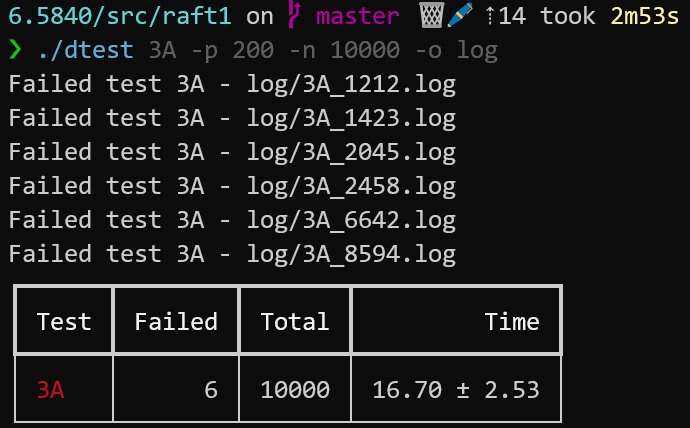 6.5840/src/raft1 on master 🗑️🖍️ ⇡14 took 2m53s
❯ ./dtest 3A -p 200 -n 10000 -o log
Failed test 3A - log/3A_1212.log
Failed test 3A - log/3A_1423.log
Failed test 3A - log/3A_2045.log
Failed test 3A - log/3A_2458.log
Failed test 3A - log/3A_6642.log
Failed test 3A - log/3A_8594.log
Test Failed Total Time
3A 6 10000 16.70 ± 2.53